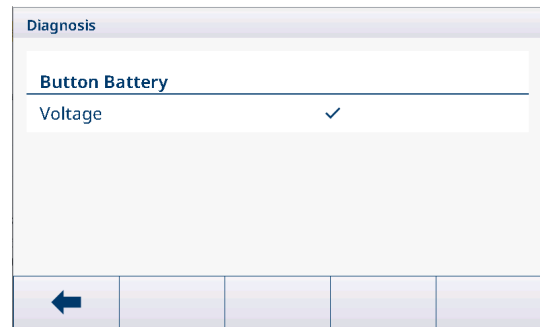 Diagnosis
Button Battery
Voltage ✓